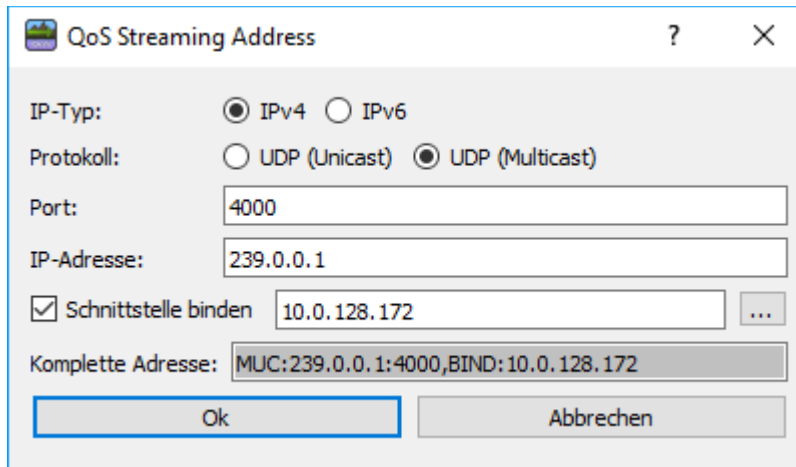 QoS Streaming Address
IP-Typ: IPv4 IPv6
Protokoll: UDP (Unicast) UDP (Multicast)
Port: 4000
IP-Adresse: 239.0.0.1
Schnittstelle binden 10.0.128.172 ...
Komplette Adresse: MUC:239.0.0.1:4000,BIND:10.0.128.172
Ok Abbrechen